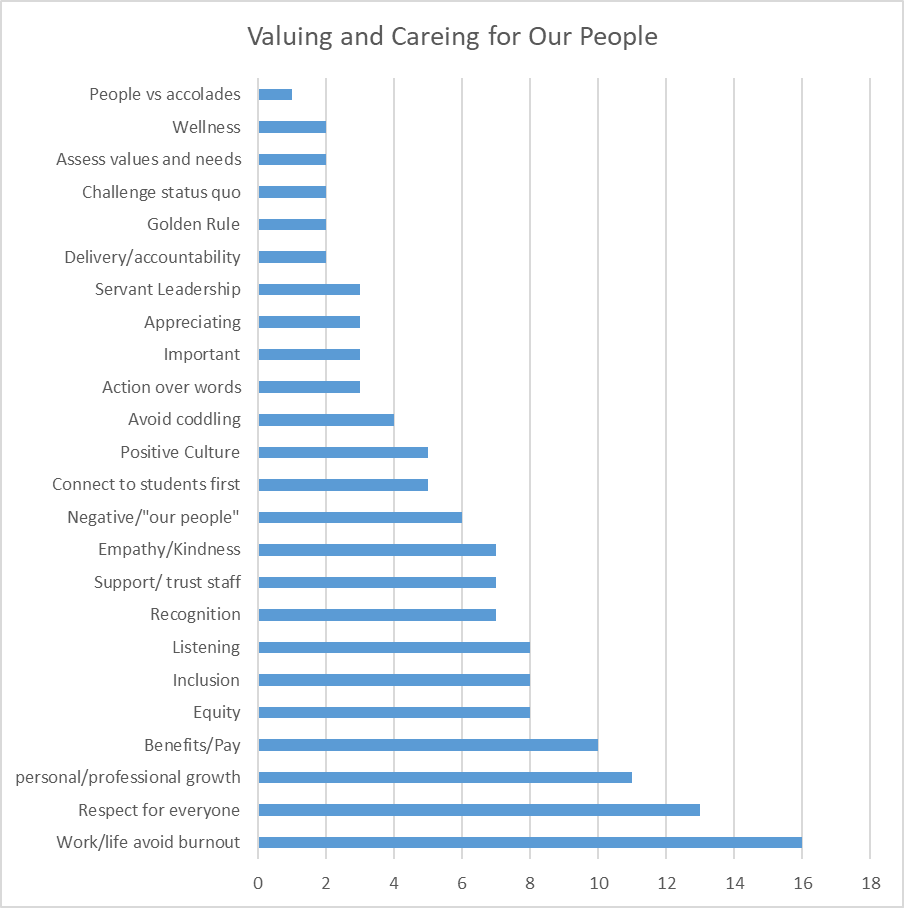 Valuing and Careing for Our People
People vs accolades
Wellness
Assess values and needs
Challenge status quo
Golden Rule
Delivery/accountability
Servant Leadership
Appreciating
Important
Action over words
Avoid coddling
Positive Culture
Connect to students first
Negative/"our people"
Empathy/Kindness
Support/ trust staff
Recognition
Listening
Inclusion
Equity
Benefits/Pay
personal/professional growth
Respect for everyone
Work/life avoid burnout
0 2 4 6 8 10 12 14 16 18